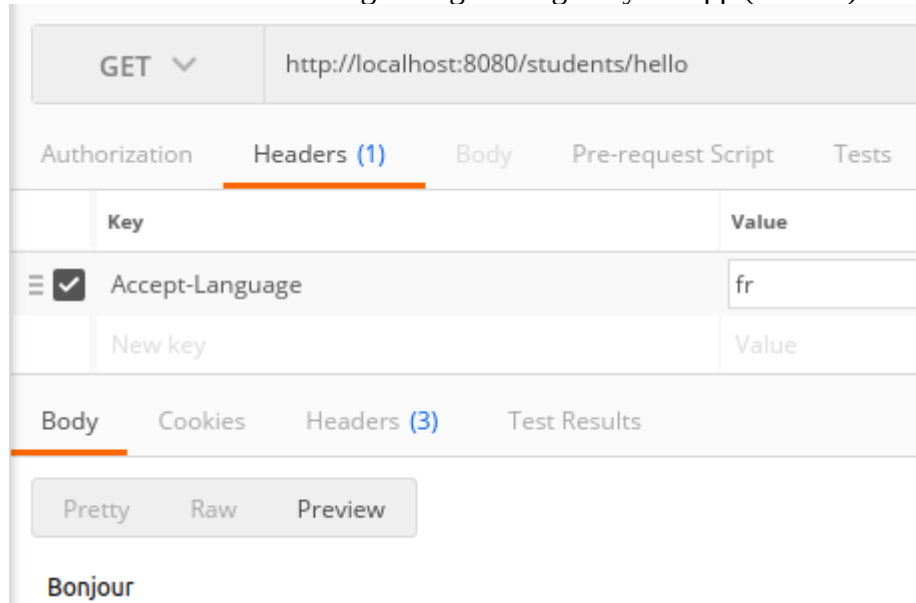 GET http://localhost:8080/students/hello
Authorization Headers (1) Body Pre-request Script Tests
Key Value
Accept-Language fr
New key Value
Body Cookies Headers (3) Test Results
Pretty Raw Preview
Bonjour